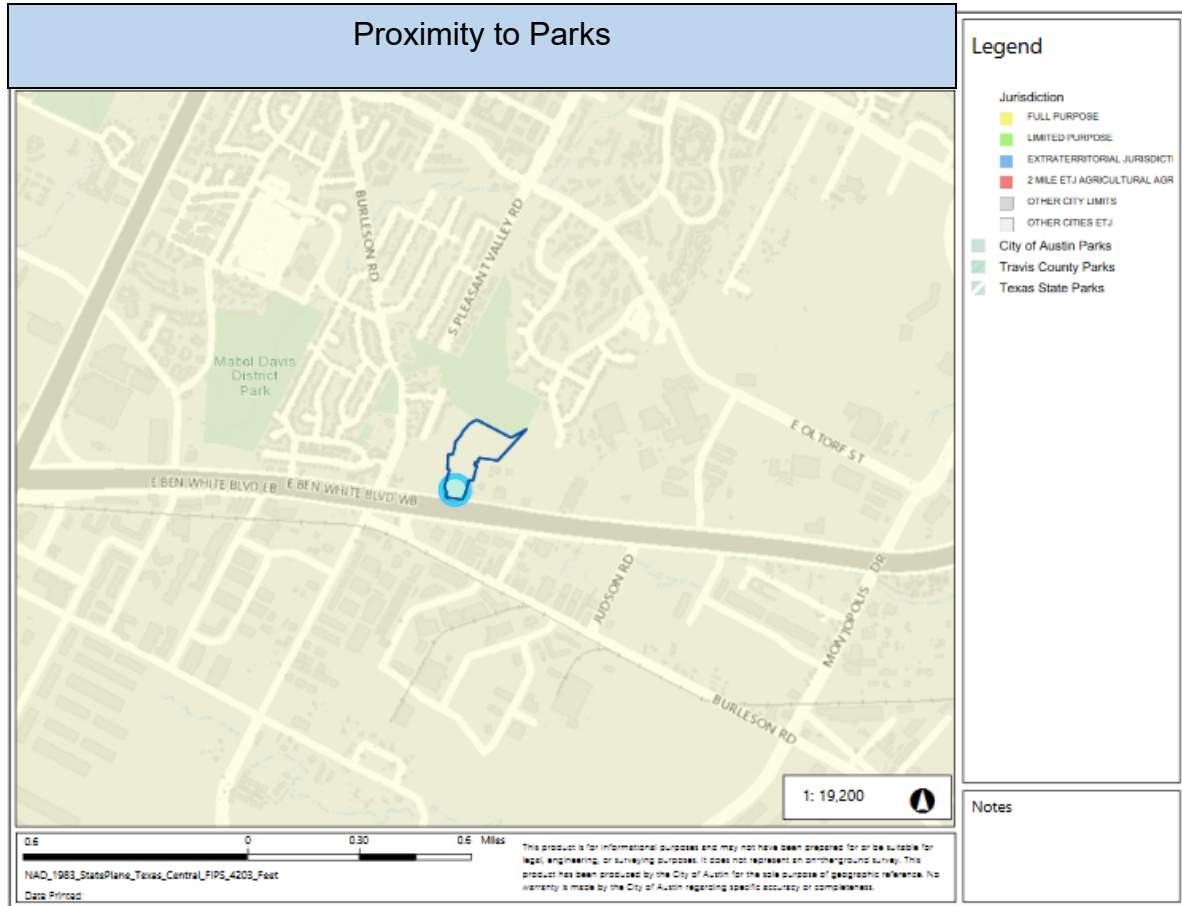 Proximity to Parks
Legend
Jurisdiction
FULL PURPOSE
LIMITED PURPOSE
EXTRATERRITORIAL JURISDICTI
2 MILE ETJ AGRICULTURAL AGR
OTHER CITY LIMITS
OTHER CITIES ETJ
City of Austin Parks
Travis County Parks
Texas State Parks
BURLESON RD
S PLEASANT VALLEY RD
Mabel Davis
District
Park
E OLTORF ST
E BEN WHITE BLVD EB
E BEN WHITE BLVD WB
JUDSON RD
MONTOPOLIS DR
BURLESON RD
1: 19,200
Notes
0.6 0 0.30 0.6 Miles
NAD_1983_StatePlane_Texas_Central_FIPS_4203_Feet
Date Printed:
This product is for informational purposes and may not have been prepared for or be suitable for
legal, engineering, or surveying purposes. It does not represent an on-the-ground survey. This
product has been produced by the City of Austin for the sole purpose of geographic reference. No
warranty is made by the City of Austin regarding specific accuracy or completeness.